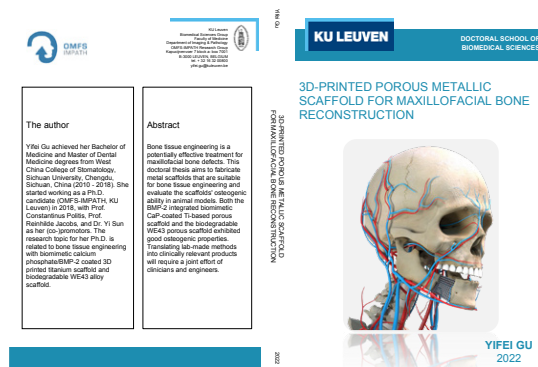 OMFS
IMPATH
KU Leuven
Biomedical Sciences Group
Faculty of Medicine
Department of Imaging & Pathology
OMFS-IMPATH Research Group
Kapucijnenvoer 7 block a- box 7001
B-3000 LEUVEN, BELGIUM
tel: + 32 16 32 00800
yifei.gu@kuleuven.be
The author
Yifei Gu achieved her Bachelor of
Medicine and Master of Dental
Medicine degrees from West
China College of Stomatology,
Sichuan University, Chengdu,
Sichuan, China (2010 - 2018). She
started working as a Ph.D.
candidate (OMFS-IMPATH, KU
Leuven) in 2018, with Prof.
Constantinus Politis, Prof.
Reinhilde Jacobs, and Dr. Yi Sun
as her (co-)promotors. The
research topic for her Ph.D. is
related to bone tissue engineering
with biomimetic calcium
phosphate/BMP-2 coated 3D
printed titanium scaffold and
biodegradable WE43 alloy
scaffold.
Abstract
Bone tissue engineering is a
potentially effective treatment for
maxillofacial bone defects. This
doctoral thesis aims to fabricate
metal scaffolds that are suitable
for bone tissue engineering and
evaluate the scaffolds' osteogenic
ability in animal models. Both the
BMP-2 integrated biomimetic
CaP-coated Ti-based porous
scaffold and the biodegradable
WE43 porous scaffold exhibited
good osteogenic properties.
Translating lab-made methods
into clinically relevant products
will require a joint effort of
clinicians and engineers.
Yifei Gu
3D-PRINTED POROUS METALLIC SCAFFOLD
FOR MAXILLOFACIAL BONE RECONSTRUCTION
2022
KU LEUVEN
DOCTORAL SCHOOL OF
BIOMEDICAL SCIENCES
3D-PRINTED POROUS METALLIC
SCAFFOLD FOR MAXILLOFACIAL BONE
RECONSTRUCTION
YIFEI GU
2022